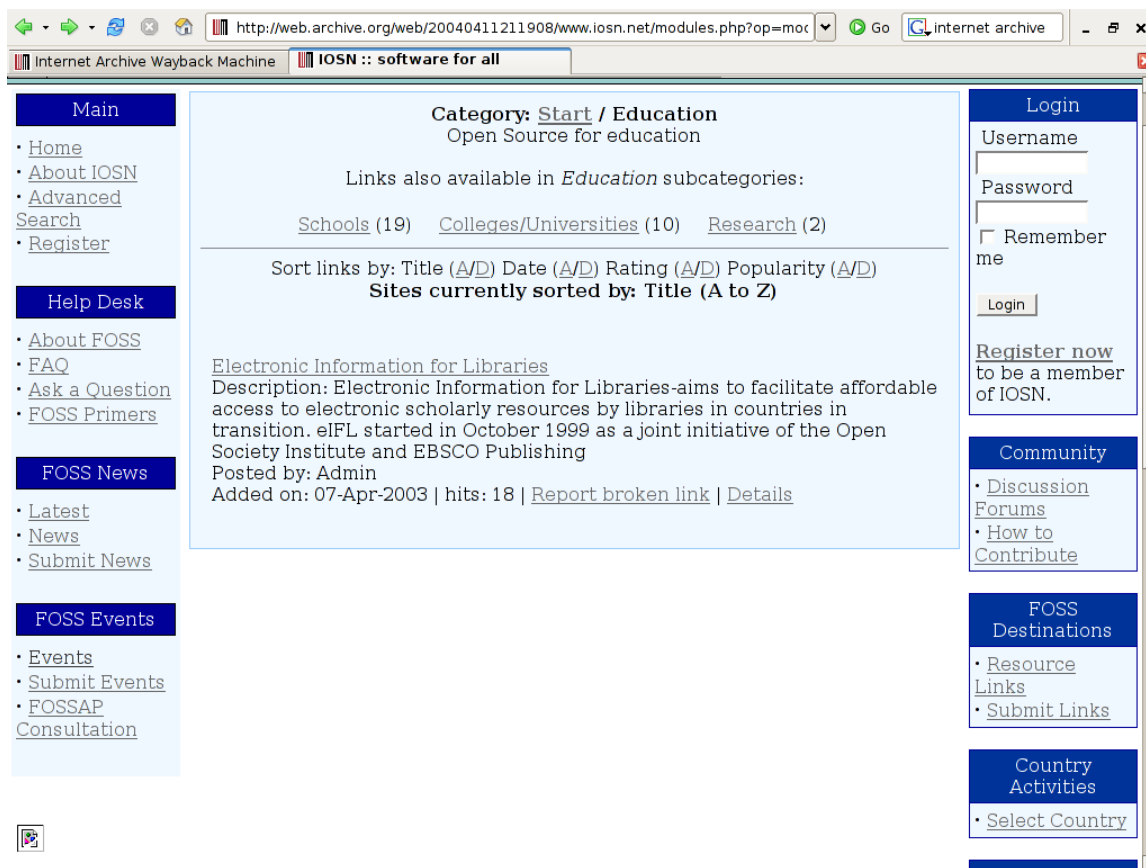 http://web.archive.org/web/20040411211908/www.iosn.net/modules.php?op=moc
Go
internet archive
Internet Archive Wayback Machine
IOSN :: software for all
Main
· Home
· About IOSN
· Advanced
Search
· Register
Help Desk
· About FOSS
· FAQ
· Ask a Question
· FOSS Primers
FOSS News
· Latest
· News
· Submit News
FOSS Events
· Events
· Submit Events
· FOSSAP
Consultation
Category: Start / Education
Open Source for education
Links also available in Education subcategories:
Schools (19) Colleges/Universities (10) Research (2)
Sort links by: Title (A/D) Date (A/D) Rating (A/D) Popularity (A/D)
Sites currently sorted by: Title (A to Z)
Electronic Information for Libraries
Description: Electronic Information for Libraries-aims to facilitate affordable
access to electronic scholarly resources by libraries in countries in
transition. eIFL started in October 1999 as a joint initiative of the Open
Society Institute and EBSCO Publishing
Posted by: Admin
Added on: 07-Apr-2003 | hits: 18 | Report broken link | Details
Login
Username
Password
Remember
me
Login
Register now
to be a member
of IOSN.
Community
· Discussion
Forums
· How to
Contribute
FOSS
Destinations
· Resource
Links
· Submit Links
Country
Activities
· Select Country